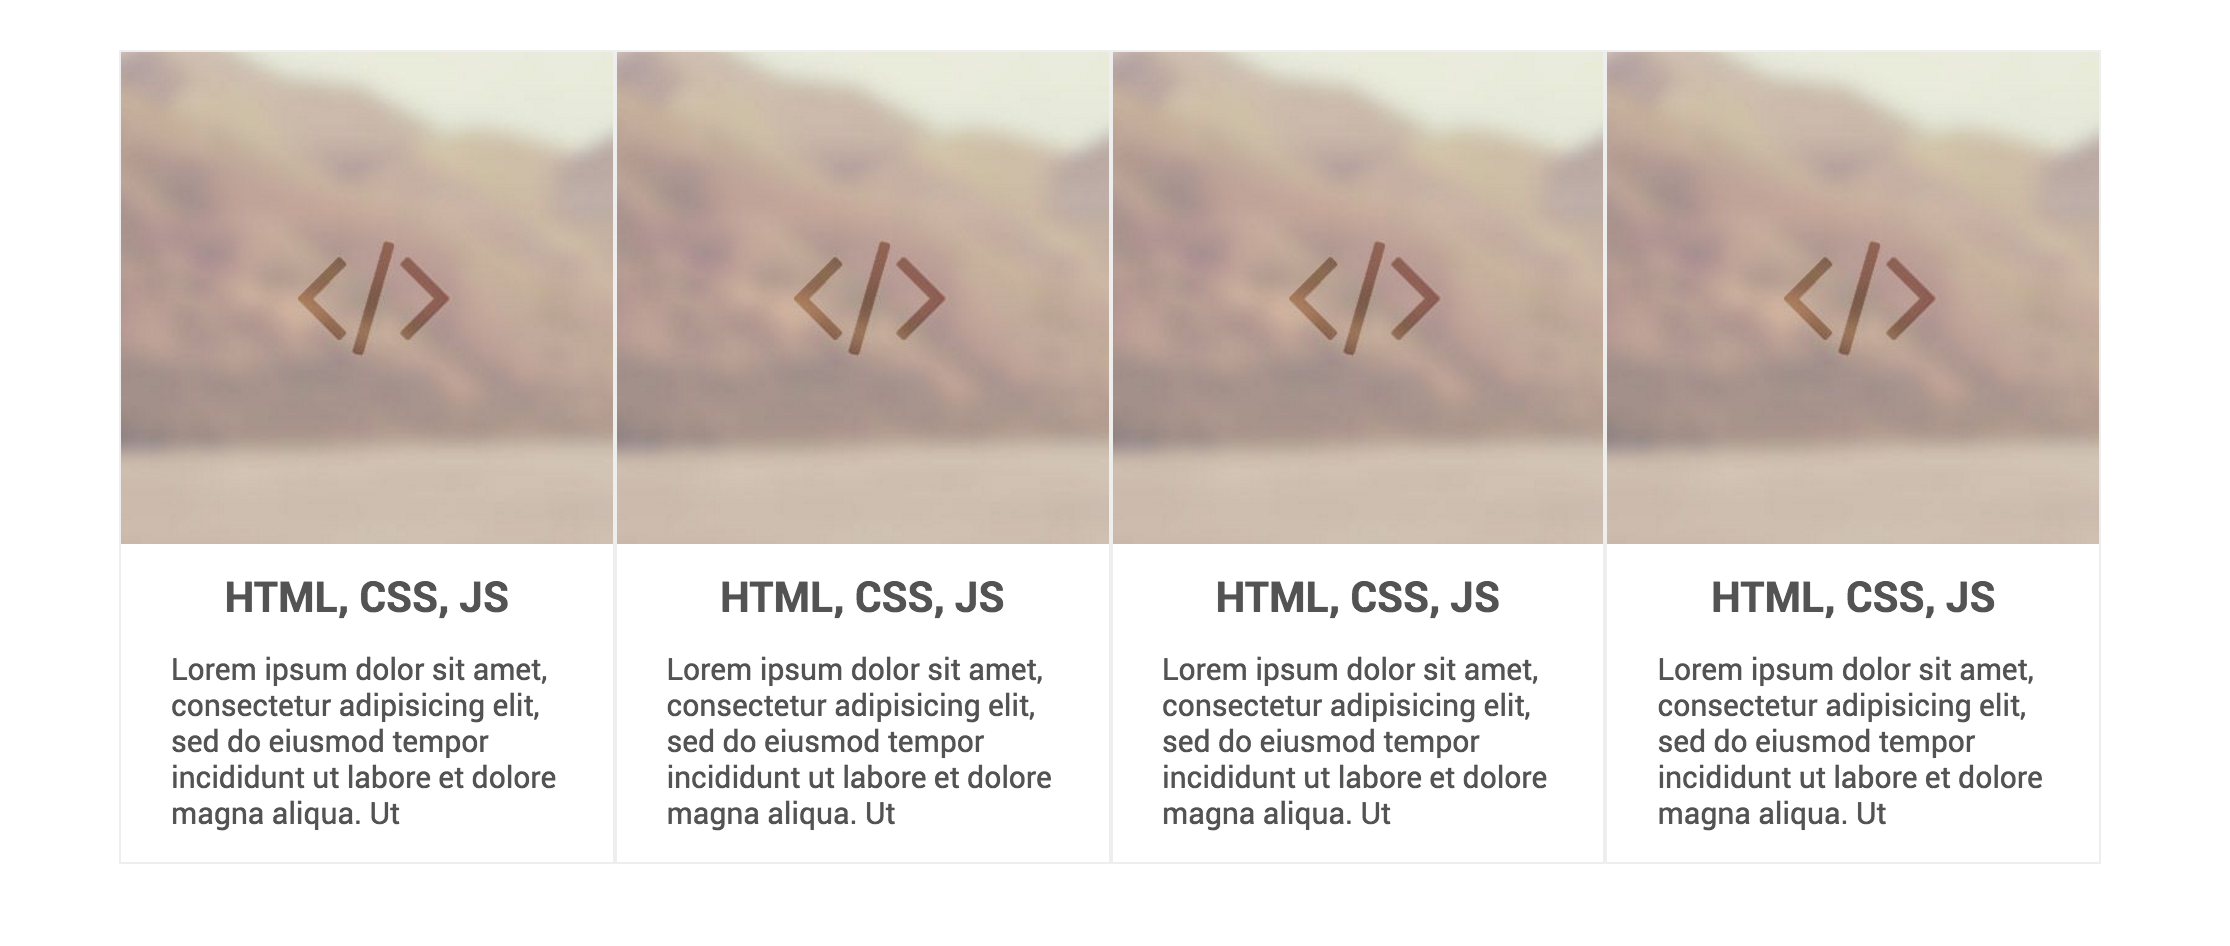 HTML, CSS, JS
Lorem ipsum dolor sit amet,
consectetur adipisicing elit,
sed do eiusmod tempor
incididunt ut labore et dolore
magna aliqua. Ut
HTML, CSS, JS
Lorem ipsum dolor sit amet,
consectetur adipisicing elit,
sed do eiusmod tempor
incididunt ut labore et dolore
magna aliqua. Ut
HTML, CSS, JS
Lorem ipsum dolor sit amet,
consectetur adipisicing elit,
sed do eiusmod tempor
incididunt ut labore et dolore
magna aliqua. Ut
HTML, CSS, JS
Lorem ipsum dolor sit amet,
consectetur adipisicing elit,
sed do eiusmod tempor
incididunt ut labore et dolore
magna aliqua. Ut